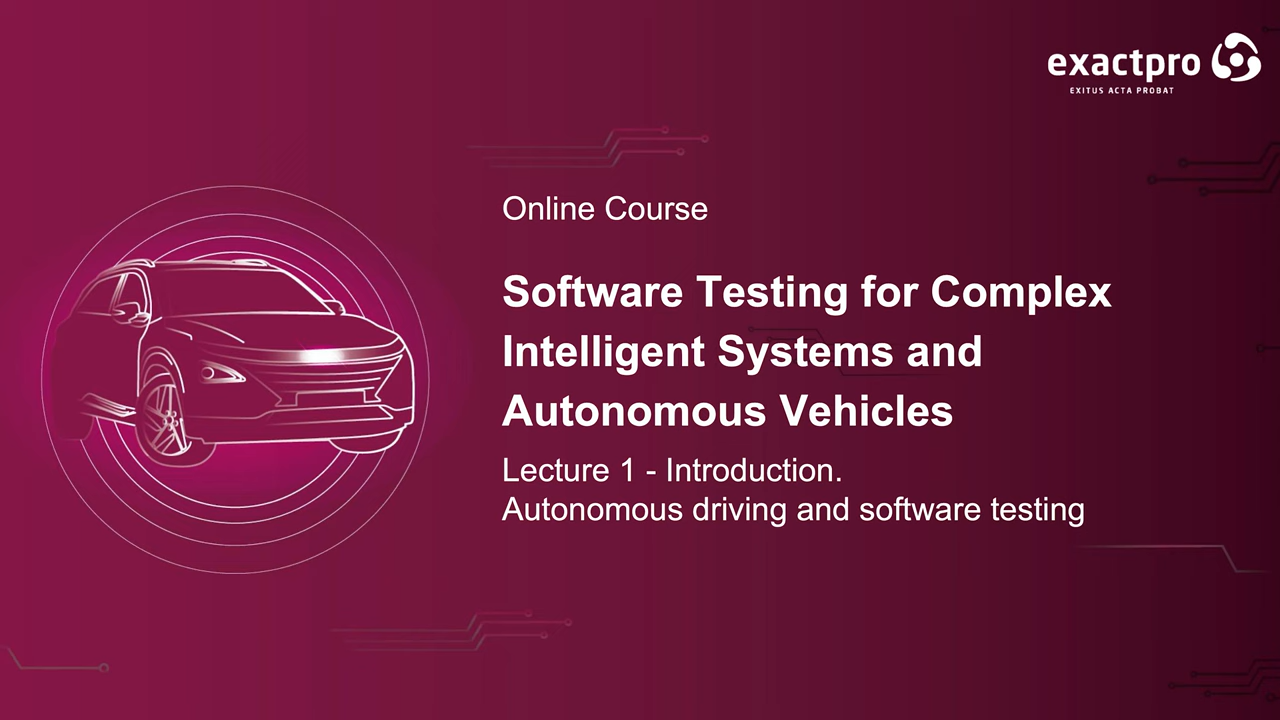 exactpro
EXITUS ACTA PROBAT
Online Course
Software Testing for Complex
Intelligent Systems and
Autonomous Vehicles
Lecture 1 - Introduction.
Autonomous driving and software testing